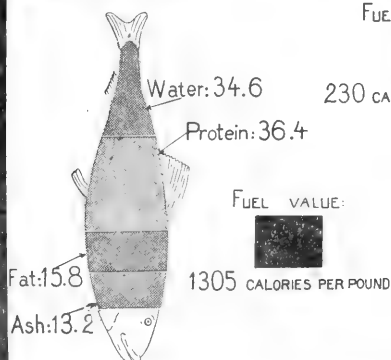 FUE
Water: 34.6
230 CA
Protein: 36.4
FUEL VALUE:
Fat: 15.8
1305 CALORIES PER POUND
Ash: 13.2